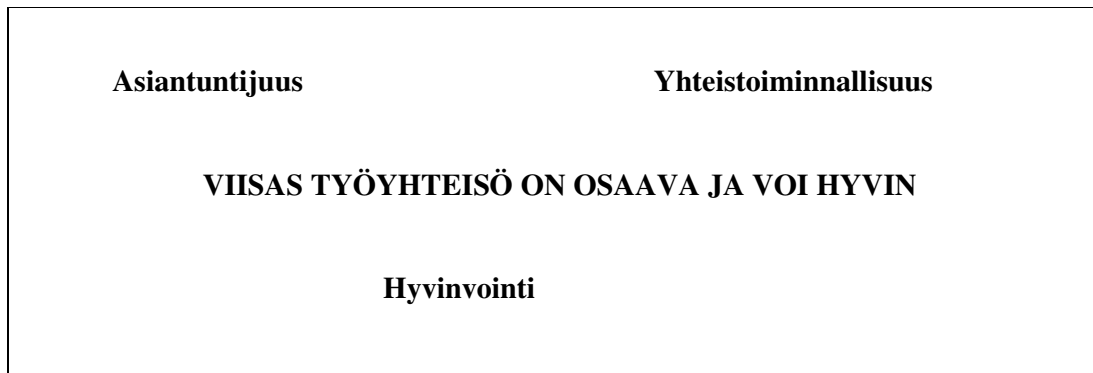 Asiantuntijuus Yhteistoiminnallisuus
VIISAS TYÖYHTEISÖ ON OSAAVA JA VOI HYVIN
Hyvinvointi